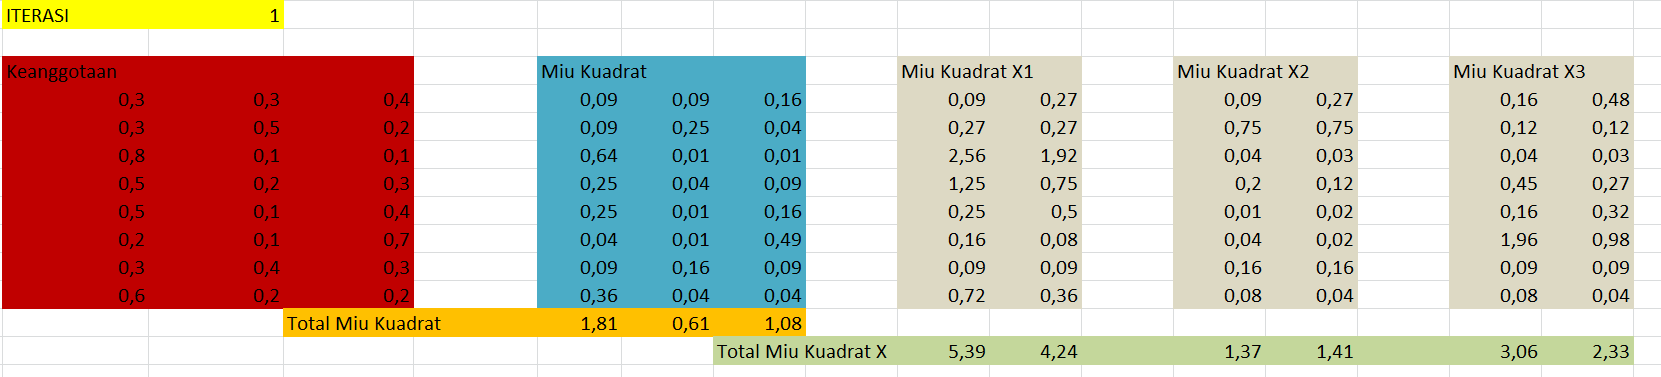 ITERASI 1
Keanggotaan Miu Kuadrat Miu Kuadrat X1 Miu Kuadrat X2 Miu Kuadrat X3
0,3 0,3 0,4 0,09 0,09 0,16 0,09 0,27 0,09 0,27 0,16 0,48
0,3 0,5 0,2 0,09 0,25 0,04 0,27 0,27 0,75 0,75 0,12 0,12
0,8 0,1 0,1 0,64 0,01 0,01 2,56 1,92 0,04 0,03 0,04 0,03
0,5 0,2 0,3 0,25 0,04 0,09 1,25 0,75 0,2 0,12 0,45 0,27
0,5 0,1 0,4 0,25 0,01 0,16 0,25 0,5 0,01 0,02 0,16 0,32
0,2 0,1 0,7 0,04 0,01 0,49 0,16 0,08 0,04 0,02 1,96 0,98
0,3 0,4 0,3 0,09 0,16 0,09 0,09 0,09 0,16 0,16 0,09 0,09
0,6 0,2 0,2 0,36 0,04 0,04 0,72 0,36 0,08 0,04 0,08 0,04
Total Miu Kuadrat 1,81 0,61 1,08
Total Miu Kuadrat X 5,39 4,24 1,37 1,41 3,06 2,33